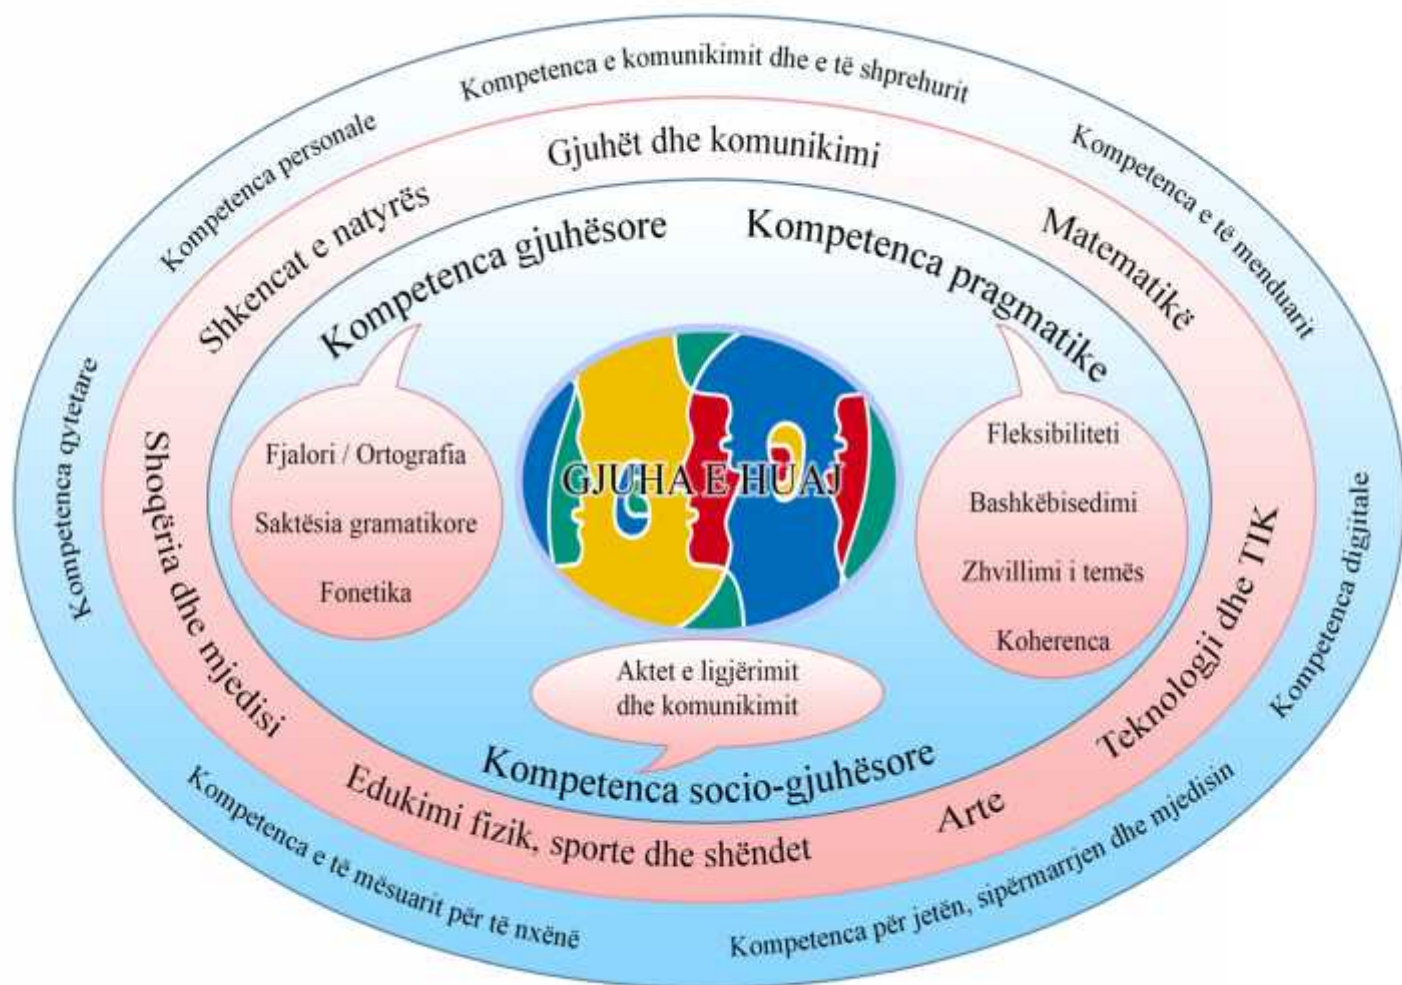 Kompetenca e komunikimit dhe e të shprehurit
Kompetenca personale
Kompetenca e të menduarit
Gjuhët dhe komunikimi
Shkencat e natyrës
Matematikë
Kompetenca gjuhësore
Kompetenca pragmatike
Kompetenca qytetare
Shoqëria dhe mjedisi
Fjalori / Ortografia
Saktësia gramatikore
Fonetika
GJUHA E HUAJ
Fleksibiliteti
Bashkëbisedimi
Zhvillimi i temës
Koherenca
Teknologji dhe TIK
Kompetenca digjitale
Aktet e ligjërimit
dhe komunikimit
Kompetenca socio-gjuhësore
Edukimi fizik, sporte dhe shëndet
Arte
Kompetenca e të mësuarit për të nxënë
Kompetenca për jetën, sipërmarrjen dhe mjedisin